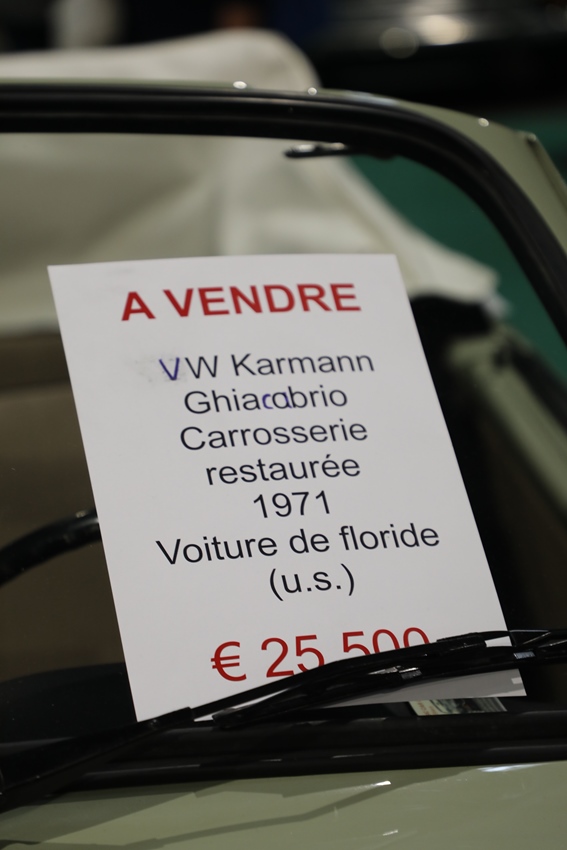 A VENDRE
VW Karmann
Ghiacabrio
Carrosserie
restaurée
1971
Voiture de floride
(u.s.)
€ 25 500